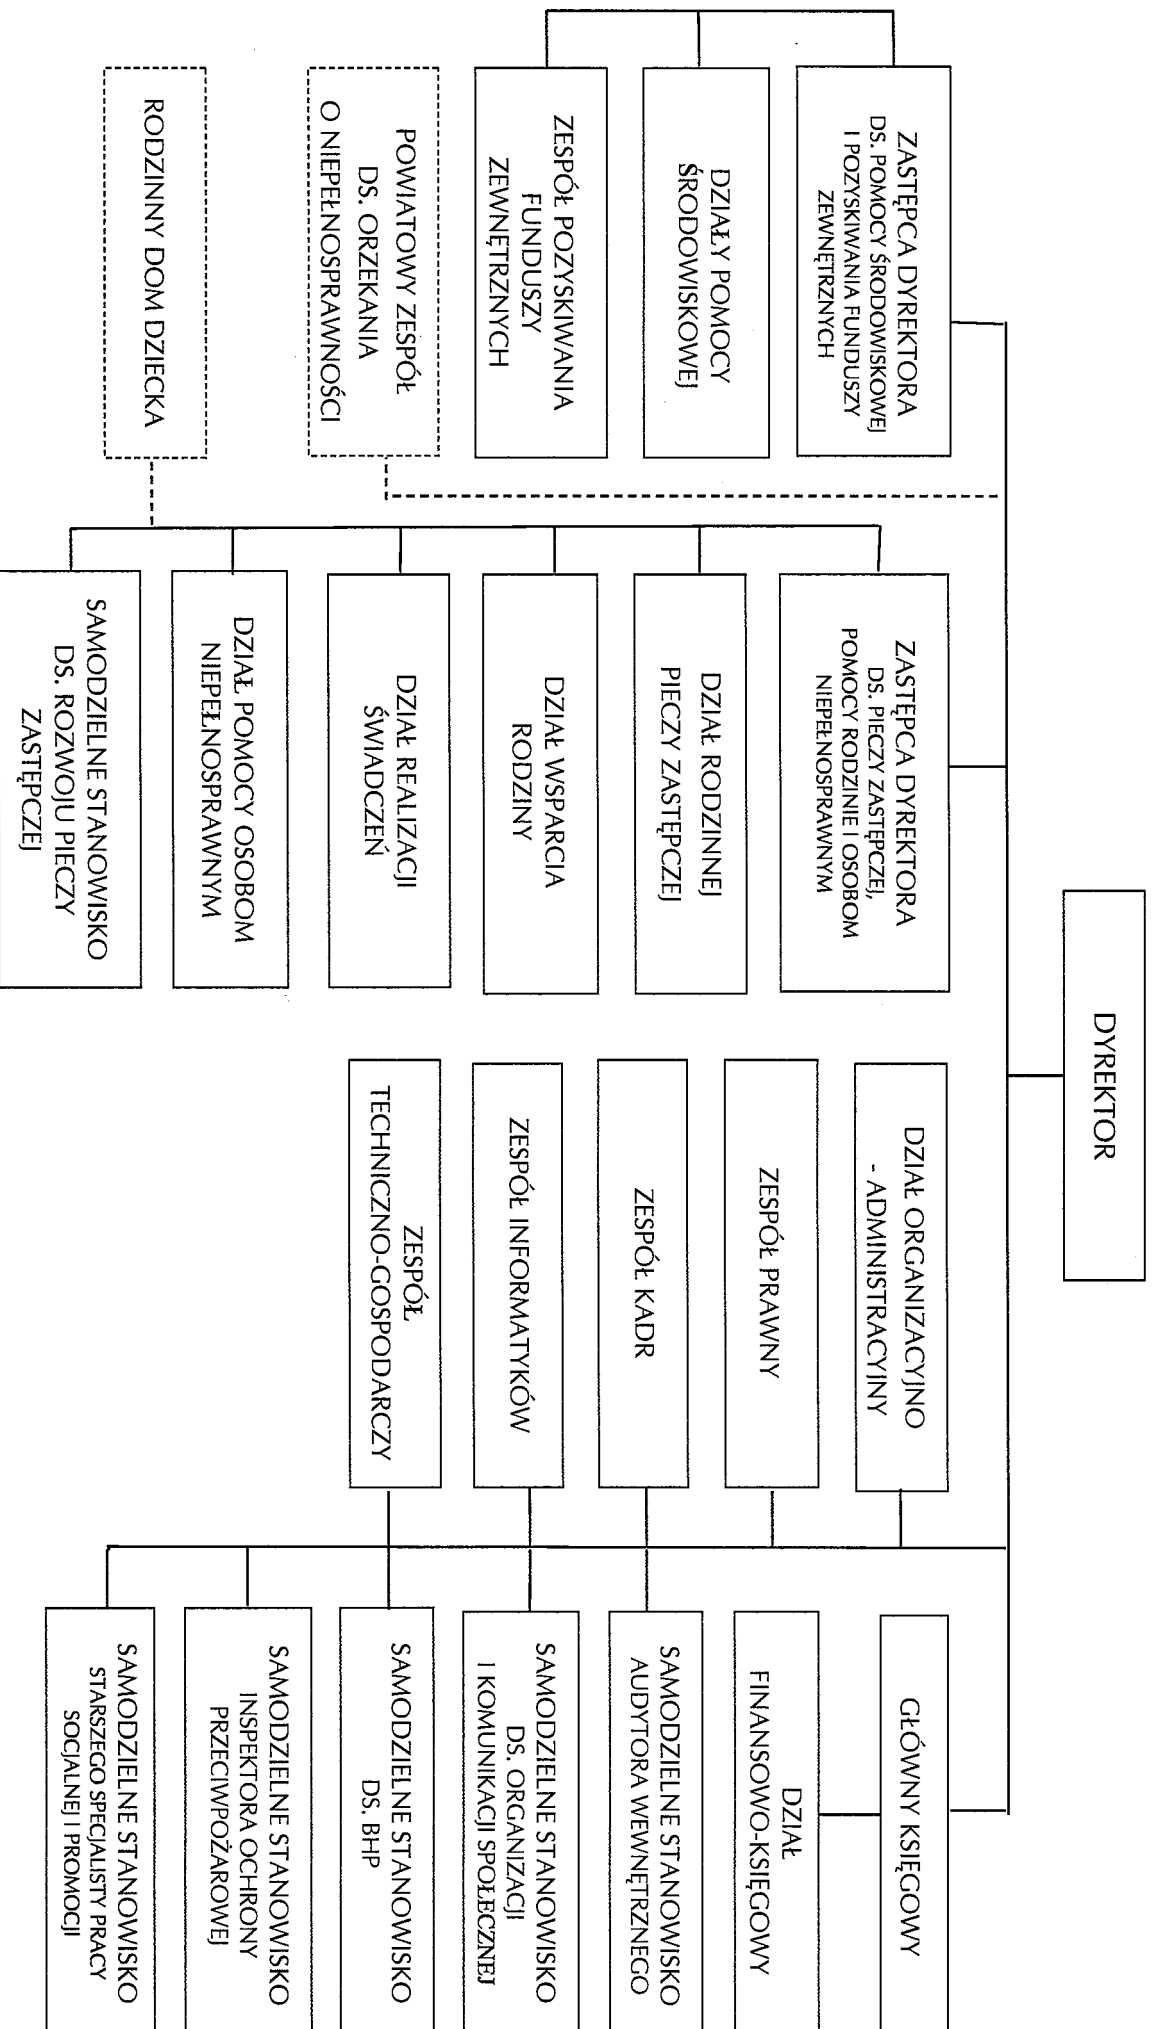 DYREKTOR
ZASTĘPCA DYREKTORA
DS. POMOCY ŚRODOWISKOWEJ
I POZYSKIWANIA FUNDUSZY
ZEWNĘTRZNYCH
DZIAŁY POMOCY
ŚRODOWISKOWEJ
ZESPÓŁ POZYSKIWANIA
FUNDUSZY
ZEWNĘTRZNYCH
POWIATOWY ZESPÓŁ
DS. ORZEKANIA
O NIEPEŁNOSPRAWNOŚCI
RODZINNY DOM DZIECKA
ZASTĘPCA DYREKTORA
DS. PIECZY ZASTĘPCZEJ,
POMOCY RODZINIE I OSOBOM
NIEPEŁNOSPRAWNYM
DZIAŁ RODZINNEJ
PIECZY ZASTĘPCZEJ
DZIAŁ WSPARCIA
RODZINY
DZIAŁ REALIZACJI
ŚWIADCZEŃ
DZIAŁ POMOCY OSOBOM
NIEPEŁNOSPRAWNYM
SAMODZIELNE STANOWISKO
DS. ROZWOJU PIECZY
ZASTĘPCZEJ
DZIAŁ ORGANIZACYJNO
- ADMINISTRACYJNY
ZESPÓŁ PRAWNY
ZESPÓŁ KADR
ZESPÓŁ INFORMATYKÓW
ZESPÓŁ
TECHNICZNO-GOSPODARCZY
GŁÓWNY KSIĘGOWY
DZIAŁ
FINANSOWO-KSIĘGOWY
SAMODZIELNE STANOWISKO
AUDYTORA WEWNĘTRZNEGO
SAMODZIELNE STANOWISKO
DS. ORGANIZACJI
I KOMUNIKACJI SPOŁECZNEJ
SAMODZIELNE STANOWISKO
DS. BHP
SAMODZIELNE STANOWISKO
INSPEKTORA OCHRONY
PRZECIWPOŻAROWEJ
SAMODZIELNE STANOWISKO
STARSZEGO SPECJALISTY PRACY
SOCJALNEJ I PROMOCJI